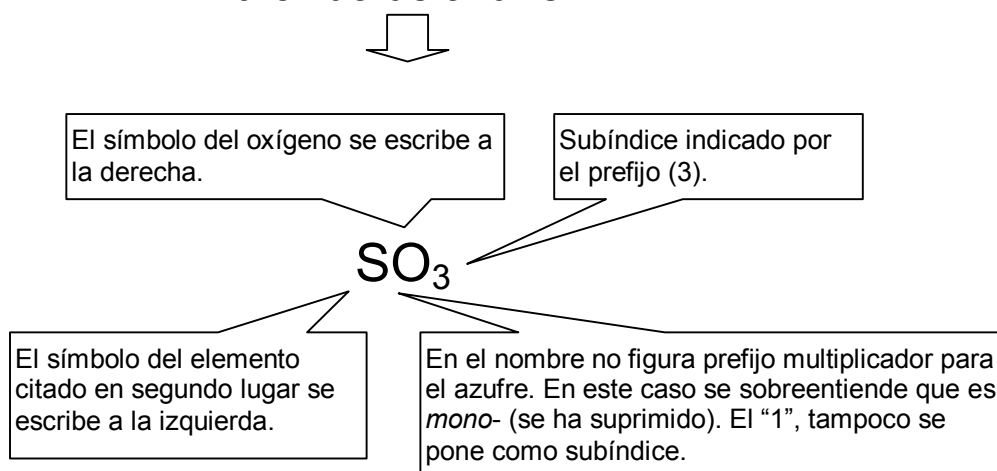 El símbolo del oxígeno se escribe a
la derecha.
Subíndice indicado por
el prefijo (3).
SO₃
El símbolo del elemento
citado en segundo lugar se
escribe a la izquierda.
En el nombre no figura prefijo multiplicador para
el azufre. En este caso se sobreentiende que es
mono- (se ha suprimido). El “1”, tampoco se
pone como subíndice.